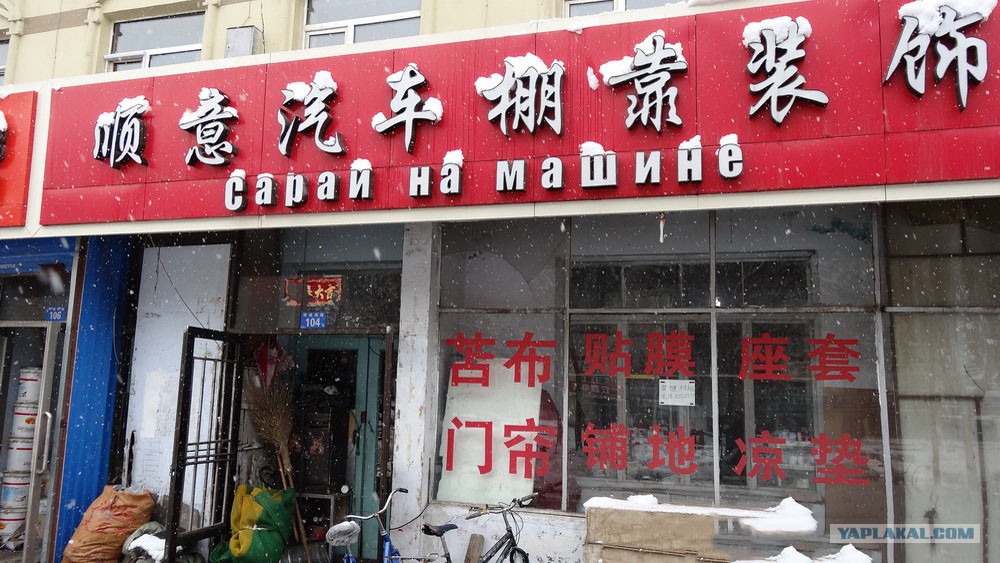 顺意汽车棚靠装饰
Сарай на машине
106
104
苫布 贴膜 座套
门帘 铺地 凉垫
YAPLAKAL.COM